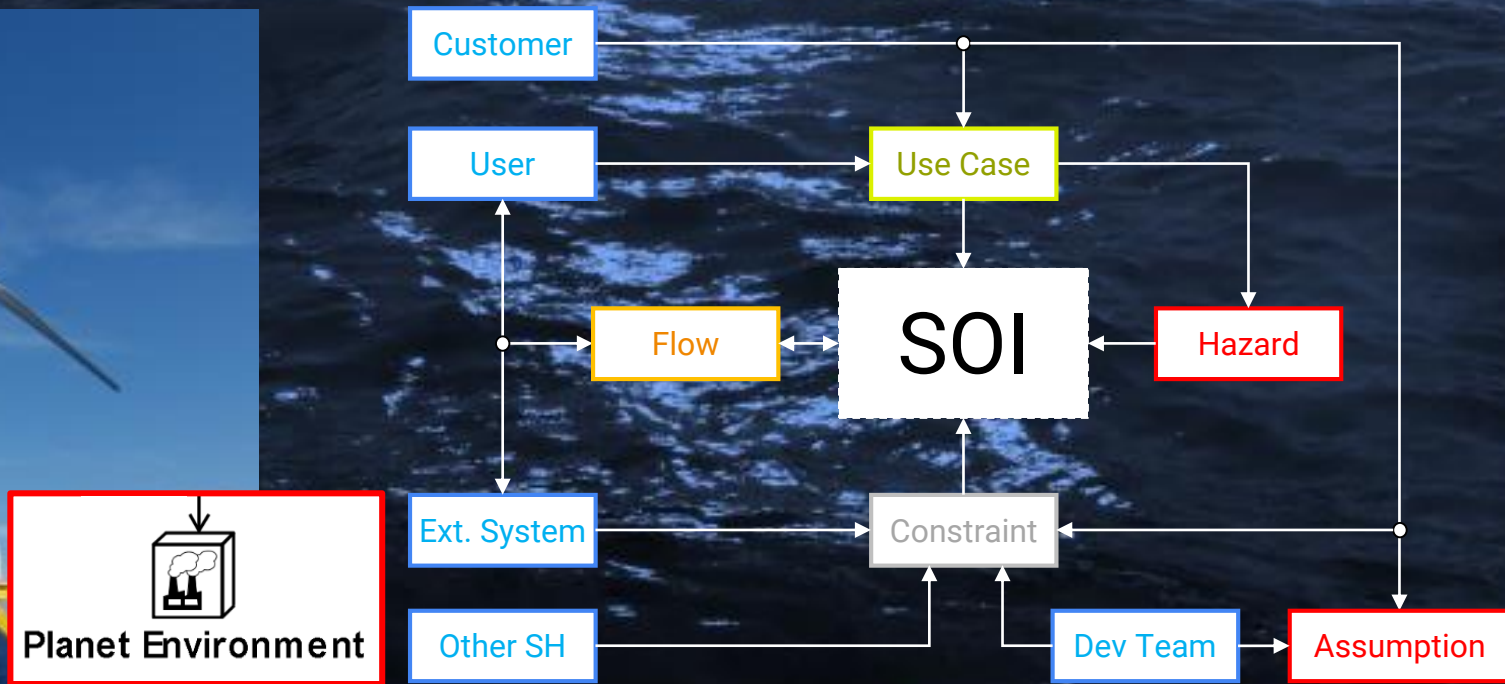 Customer
User
Use Case
Flow
SOI
Hazard
Ext. System
Constraint
Planet Environment
Other SH
Dev Team
Assumption